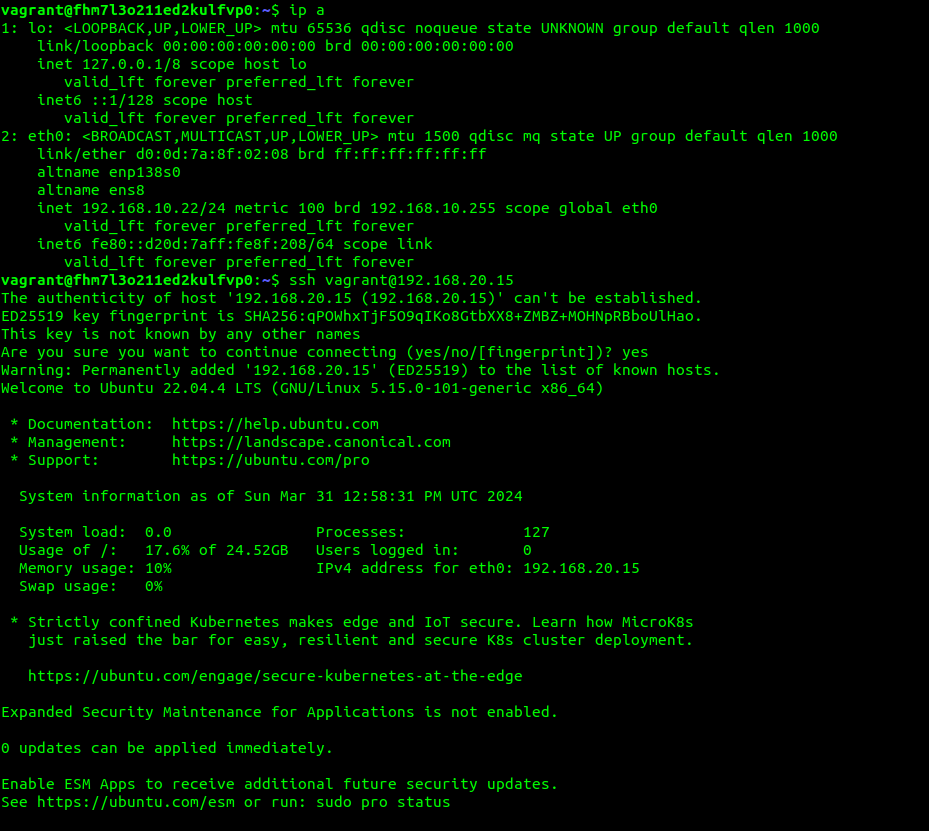 vagrant@fhm7l3o211ed2kulfvp0:~$ ip a
1: lo: <LOOPBACK,UP,LOWER_UP> mtu 65536 qdisc noqueue state UNKNOWN group default qlen 1000
    link/loopback 00:00:00:00:00:00 brd 00:00:00:00:00:00
    inet 127.0.0.1/8 scope host lo
       valid_lft forever preferred_lft forever
    inet6 ::1/128 scope host
       valid_lft forever preferred_lft forever
2: eth0: <BROADCAST,MULTICAST,UP,LOWER_UP> mtu 1500 qdisc mq state UP group default qlen 1000
    link/ether d0:0d:7a:8f:02:08 brd ff:ff:ff:ff:ff:ff
    altname enp138s0
    altname ens8
    inet 192.168.10.22/24 metric 100 brd 192.168.10.255 scope global eth0
       valid_lft forever preferred_lft forever
    inet6 fe80::d20d:7aff:fe8f:208/64 scope link
       valid_lft forever preferred_lft forever
vagrant@fhm7l3o211ed2kulfvp0:~$ ssh vagrant@192.168.20.15
The authenticity of host '192.168.20.15 (192.168.20.15)' can't be established.
ED25519 key fingerprint is SHA256:qPOWhxTjF5O9qIKo8GtbXX8+ZMBZ+MOHNpRBboUlHao.
This key is not known by any other names
Are you sure you want to continue connecting (yes/no/[fingerprint])? yes
Warning: Permanently added '192.168.20.15' (ED25519) to the list of known hosts.
Welcome to Ubuntu 22.04.4 LTS (GNU/Linux 5.15.0-101-generic x86_64)

 * Documentation:  https://help.ubuntu.com
 * Management:     https://landscape.canonical.com
 * Support:        https://ubuntu.com/pro

  System information as of Sun Mar 31 12:58:31 PM UTC 2024

  System load:  0.0                Processes:             127
  Usage of /:   17.6% of 24.52GB   Users logged in:       0
  Memory usage: 10%                IPv4 address for eth0: 192.168.20.15
  Swap usage:   0%

 * Strictly confined Kubernetes makes edge and IoT secure. Learn how MicroK8s
   just raised the bar for easy, resilient and secure K8s cluster deployment.

   https://ubuntu.com/engage/secure-kubernetes-at-the-edge

Expanded Security Maintenance for Applications is not enabled.

0 updates can be applied immediately.

Enable ESM Apps to receive additional future security updates.
See https://ubuntu.com/esm or run: sudo pro status